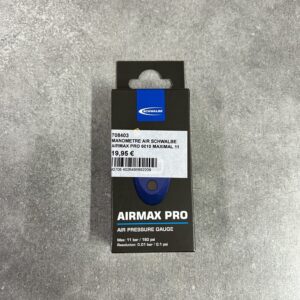 SCHWALBE
708403
MANOMETRE AIR SCHWALBE
AIRMAX PRO 6010 MAXIMAL 11
19,95 €
AIRMAX PRO
AIR PRESSURE GAUGE
Max: 11 bar / 160 psi
Resolution: 0.01 bar / 0.1 psi